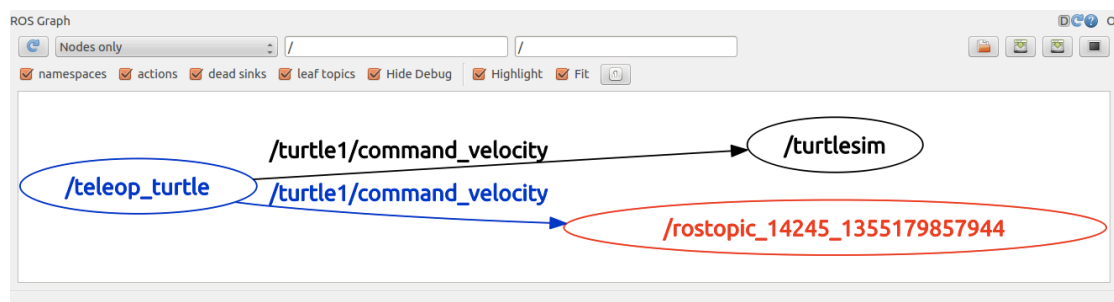 ROS Graph D ? O
Nodes only / /
namespaces actions dead sinks leaf topics Hide Debug Highlight Fit
/turtle1/command_velocity /turtlesim
/teleop_turtle /turtle1/command_velocity
/rostopic_14245_1355179857944